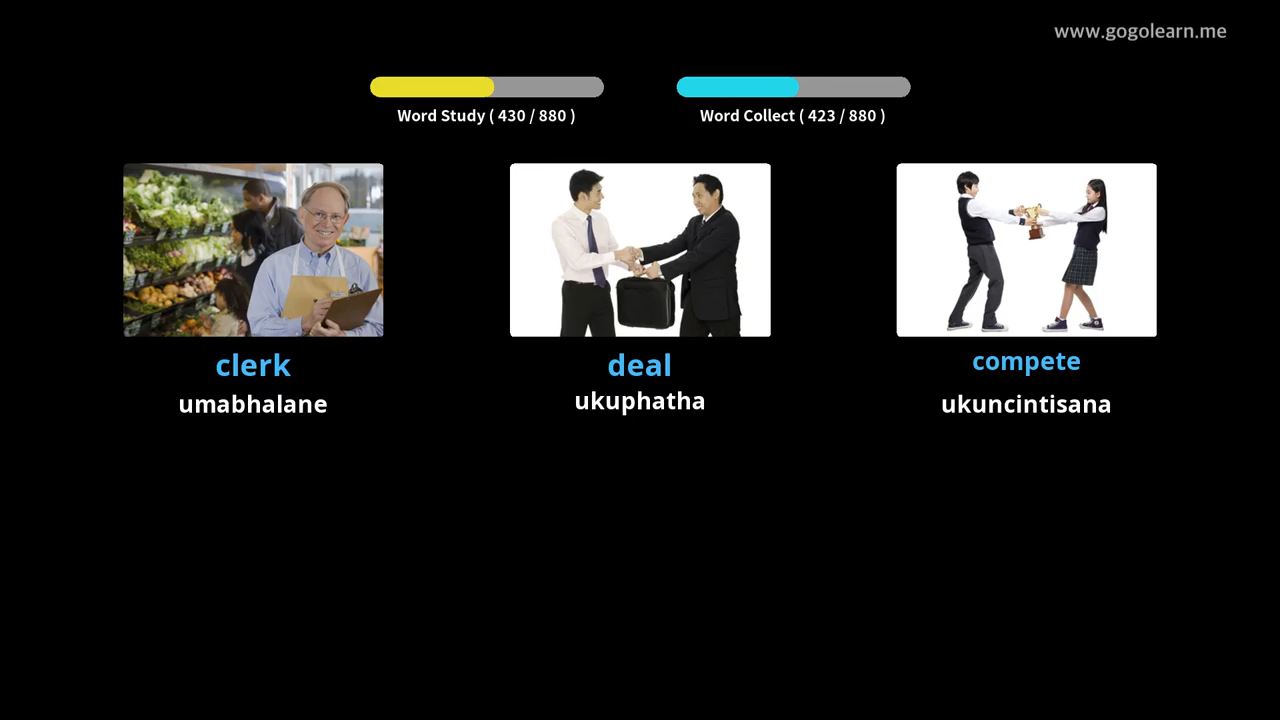 www.gogolearn.me
Word Study ( 430 / 880 )
Word Collect ( 423 / 880 )
clerk
deal
compete
umabhalane
ukuphatha
ukuncintisana